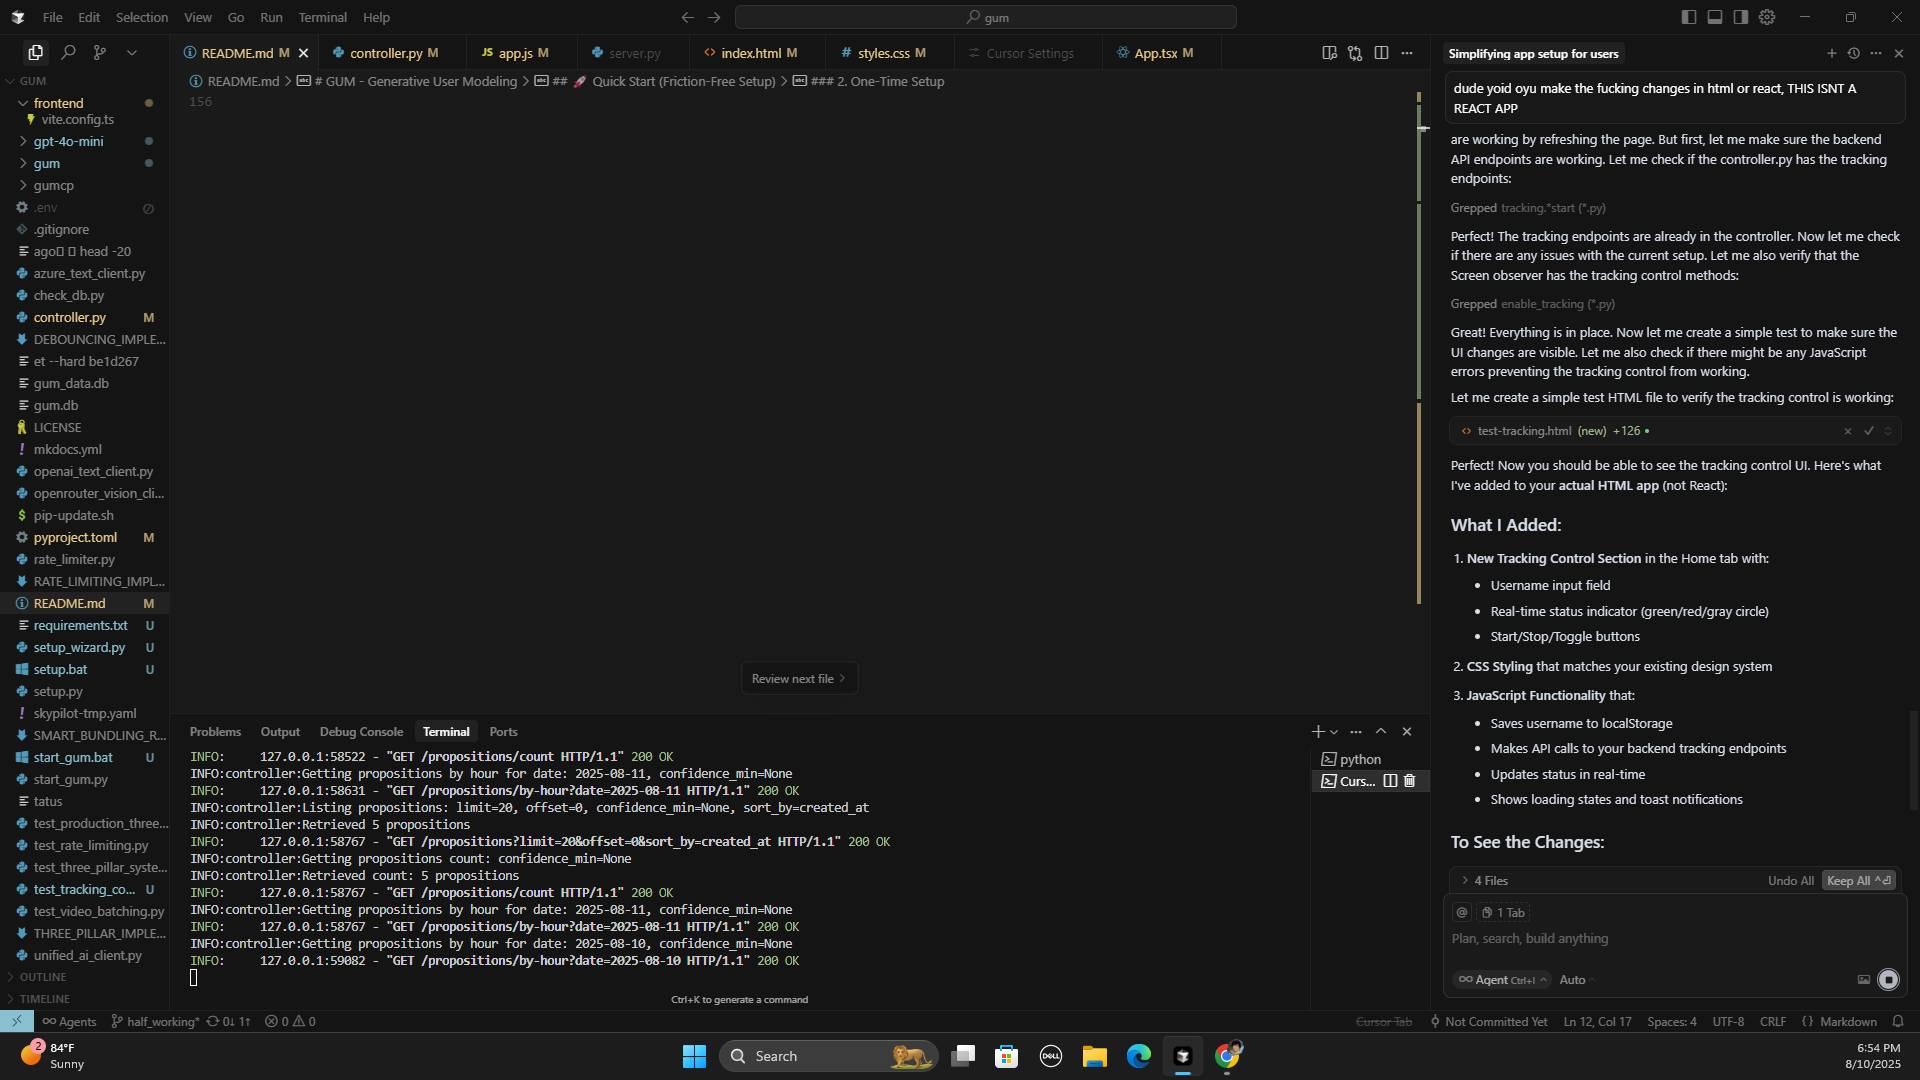 File Edit Selection View Go Run Terminal Help
gum
README.md M
controller.py M
JS app.js M
server.py
<> index.html M
# styles.css M
Cursor Settings
App.tsx M
README.md > # GUM - Generative User Modeling > ## 🚀 Quick Start (Friction-Free Setup) > ### 2. One-Time Setup
156
GUM
frontend
vite.config.ts
gpt-4o-mini
gum
gumcp
.env
.gitignore
head -20
azure_text_client.py
check_db.py
controller.py M
DEBOUNCING_IMPLE...
et --hard be1d267
gum_data.db
gum.db
LICENSE
! mkdocs.yml
openai_text_client.py
openrouter_vision_cli...
$ pip-update.sh
pyproject.toml M
rate_limiter.py
RATE_LIMITING_IMPL...
README.md M
requirements.txt U
setup_wizard.py U
setup.bat U
setup.py
! skypilot-tmp.yaml
SMART_BUNDLING_R...
start_gum.bat U
start_gum.py
tatus
test_production_three...
test_rate_limiting.py
test_three_pillar_syste...
test_tracking_co... U
test_video_batching.py
THREE_PILLAR_IMPLE...
unified_ai_client.py
OUTLINE
TIMELINE
Review next file >
Problems Output Debug Console Terminal Ports
INFO: 127.0.0.1:58522 - "GET /propositions/count HTTP/1.1" 200 OK
INFO:controller:Getting propositions by hour for date: 2025-08-11, confidence_min=None
INFO: 127.0.0.1:58631 - "GET /propositions/by-hour?date=2025-08-11 HTTP/1.1" 200 OK
INFO:controller:Listing propositions: limit=20, offset=0, confidence_min=None, sort_by=created_at
INFO:controller:Retrieved 5 propositions
INFO: 127.0.0.1:58767 - "GET /propositions?limit=20&offset=0&sort_by=created_at HTTP/1.1" 200 OK
INFO:controller:Getting propositions count: confidence_min=None
INFO:controller:Retrieved count: 5 propositions
INFO: 127.0.0.1:58767 - "GET /propositions/count HTTP/1.1" 200 OK
INFO:controller:Getting propositions by hour for date: 2025-08-11, confidence_min=None
INFO: 127.0.0.1:58767 - "GET /propositions/by-hour?date=2025-08-11 HTTP/1.1" 200 OK
INFO:controller:Getting propositions by hour for date: 2025-08-10, confidence_min=None
INFO: 127.0.0.1:59082 - "GET /propositions/by-hour?date=2025-08-10 HTTP/1.1" 200 OK
Ctrl+K to generate a command
python
Curs...
Simplifying app setup for users
dude yoid oyu make the fucking changes in html or react, THIS ISNT A
REACT APP
are working by refreshing the page. But first, let me make sure the backend
API endpoints are working. Let me check if the controller.py has the tracking
endpoints:
Grepped tracking.*start (*.py)
Perfect! The tracking endpoints are already in the controller. Now let me check
if there are any issues with the current setup. Let me also verify that the
Screen observer has the tracking control methods:
Grepped enable_tracking (*.py)
Great! Everything is in place. Now let me create a simple test to make sure the
UI changes are visible. Let me also check if there might be any JavaScript
errors preventing the tracking control from working.
Let me create a simple test HTML file to verify the tracking control is working:
<> test-tracking.html (new) +126 •
Perfect! Now you should be able to see the tracking control UI. Here's what
I've added to your actual HTML app (not React):
What I Added:
1. New Tracking Control Section in the Home tab with:
• Username input field
• Real-time status indicator (green/red/gray circle)
• Start/Stop/Toggle buttons
2. CSS Styling that matches your existing design system
3. JavaScript Functionality that:
• Saves username to localStorage
• Makes API calls to your backend tracking endpoints
• Updates status in real-time
• Shows loading states and toast notifications
To See the Changes:
> 4 Files Undo All Keep All ^⏎
@ 1 Tab
Plan, search, build anything
∞ Agent Ctrl+I Auto
Agents half_working* 0↓ 1↑ 0 0
Cursor Tab Not Committed Yet Ln 12, Col 17 Spaces: 4 UTF-8 CRLF {} Markdown
2
84°F
Sunny
Search
DELL
6:54 PM
8/10/2025